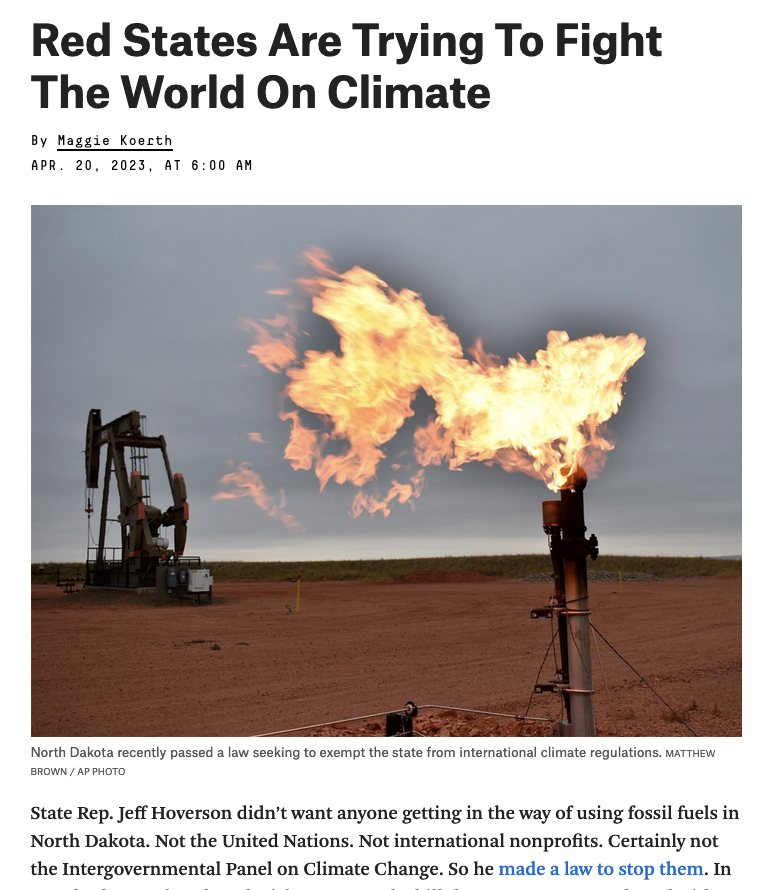 Red States Are Trying To Fight
The World On Climate
By Maggie Koerth
APR. 20, 2023, AT 6:00 AM
North Dakota recently passed a law seeking to exempt the state from international climate regulations. MATTHEW
BROWN / AP PHOTO
State Rep. Jeff Hoverson didn’t want anyone getting in the way of using fossil fuels in
North Dakota. Not the United Nations. Not international nonprofits. Certainly not
the Intergovernmental Panel on Climate Change. So he made a law to stop them. In